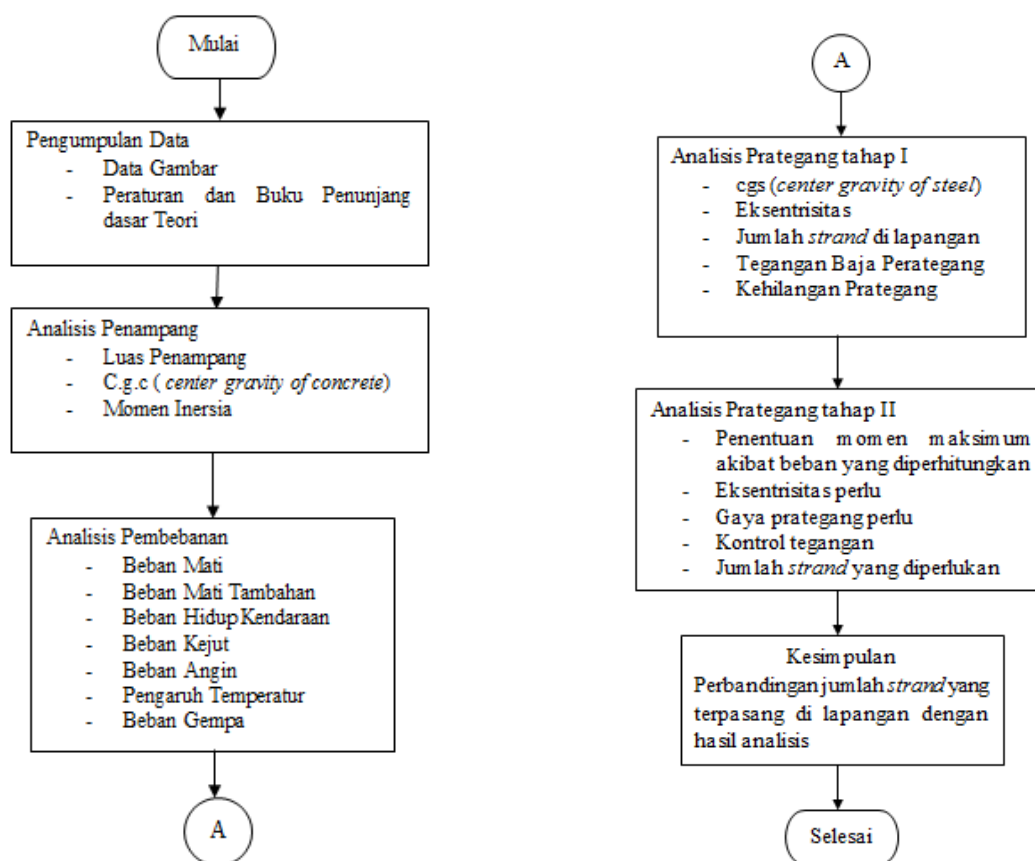 Mulai
Pengumpulan Data
- Data Gambar
- Peraturan dan Buku Penunjang
dasar Teori
Analisis Penampang
- Luas Penampang
- C.g.c ( center gravity of concrete)
- Momen Inersia
Analisis Pembebanan
- Beban Mati
- Beban Mati Tambahan
- Beban Hidup Kendaraan
- Beban Kejut
- Beban Angin
- Pengaruh Temperatur
- Beban Gempa
A
A
Analisis Prategang tahap I
- cgs (center gravity of steel)
- Eksentrisitas
- Jumlah strand di lapangan
- Tegangan Baja Perategang
- Kehilangan Prategang
Analisis Prategang tahap II
- Penentuan momen maksimum
akibat beban yang diperhitungkan
- Eksentrisitas perlu
- Gaya prategang perlu
- Kontrol tegangan
- Jumlah strand yang diperlukan
Kesimpulan
Perbandingan jumlah strand yang
terpasang di lapangan dengan
hasil analisis
Selesai